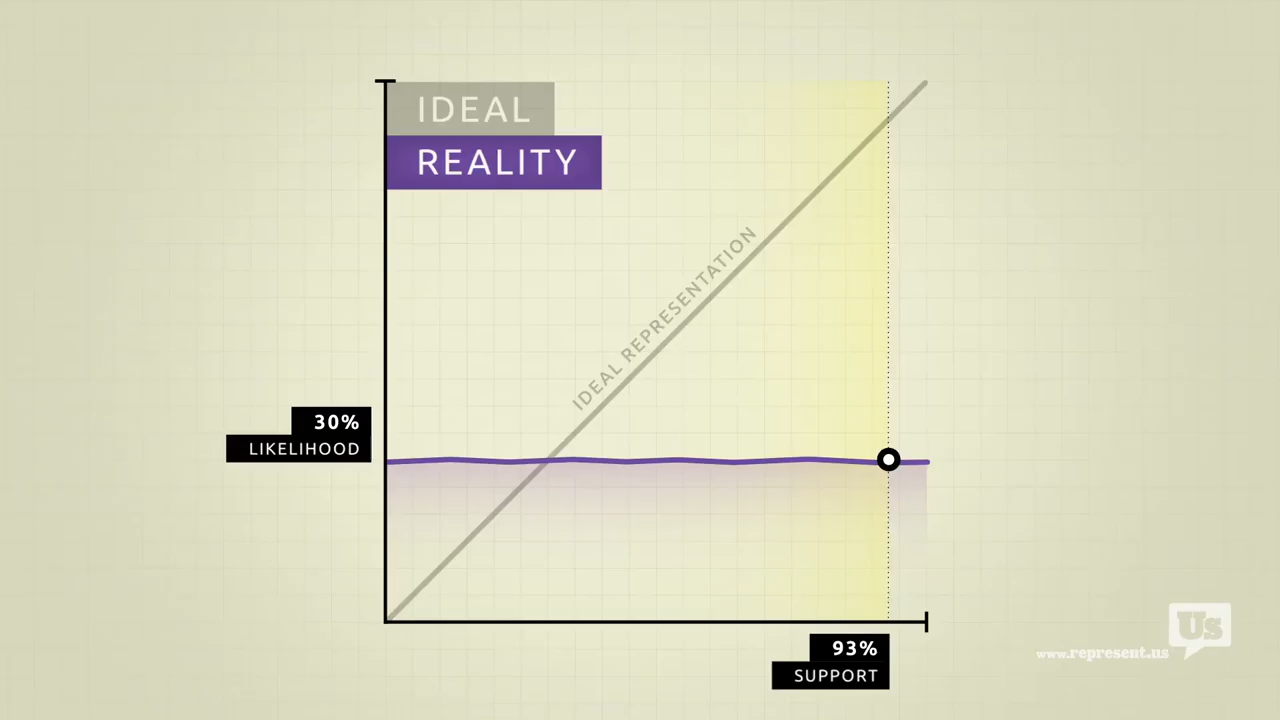 IDEAL
REALITY
IDEAL REPRESENTATION
30%
LIKELIHOOD
93%
SUPPORT
Us
www.represent.us